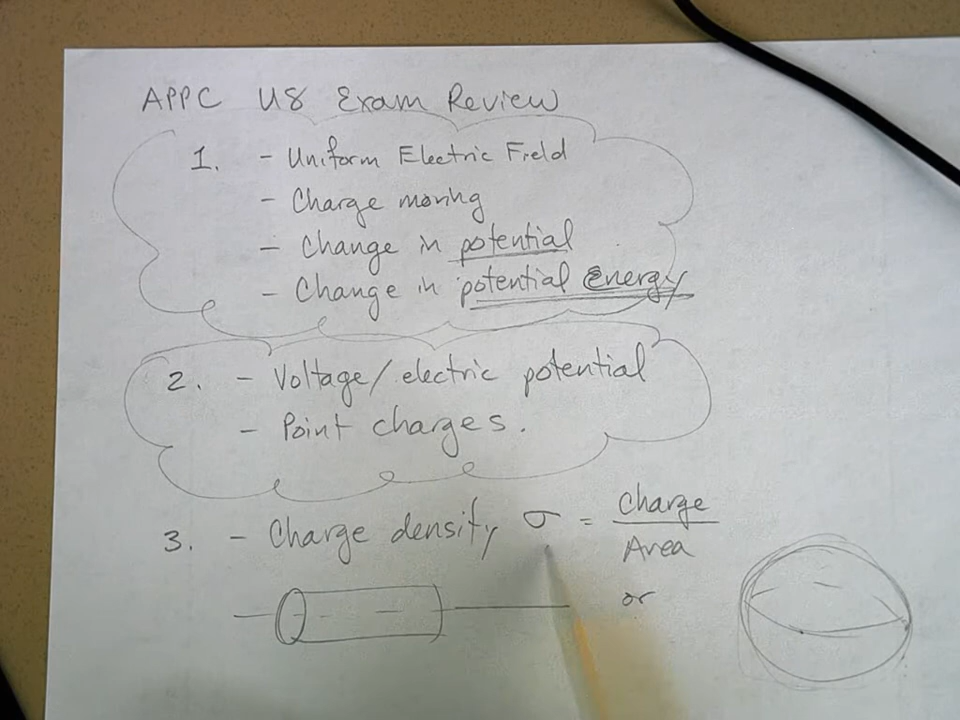 APPC U8 Exam Review
1. - Uniform Electric Field
- Charge moving
- Change in potential
- Change in potential Energy
2. - Voltage/electric potential
- Point charges.
3. - Charge density σ = Charge / Area
or